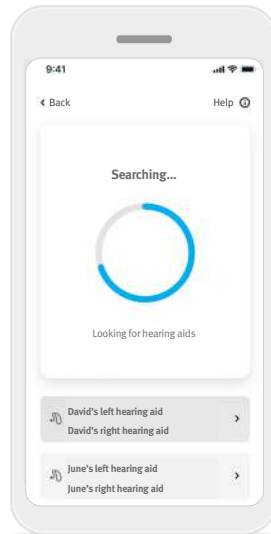 9:41
Back
Help
Searching...
Looking for hearing aids
David's left hearing aid
David's right hearing aid
June's left hearing aid
June's right hearing aid